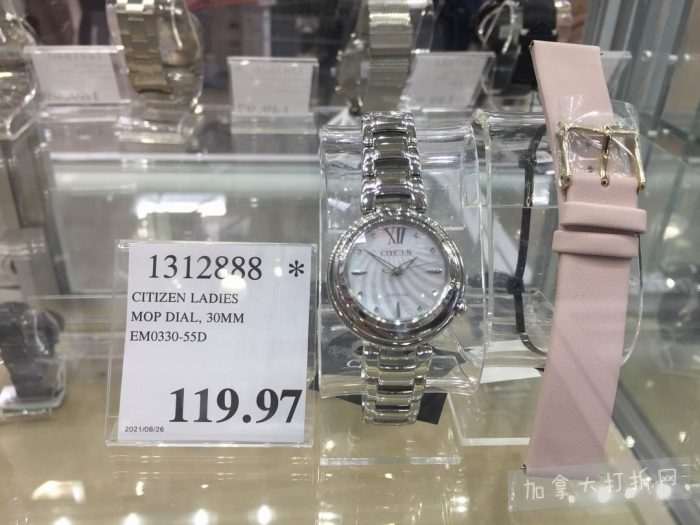 1312888 *
CITIZEN LADIES
MOP DIAL, 30MM
EM0330-55D
119.97
2021/08/26
XII
CITIZEN
加拿大打折网